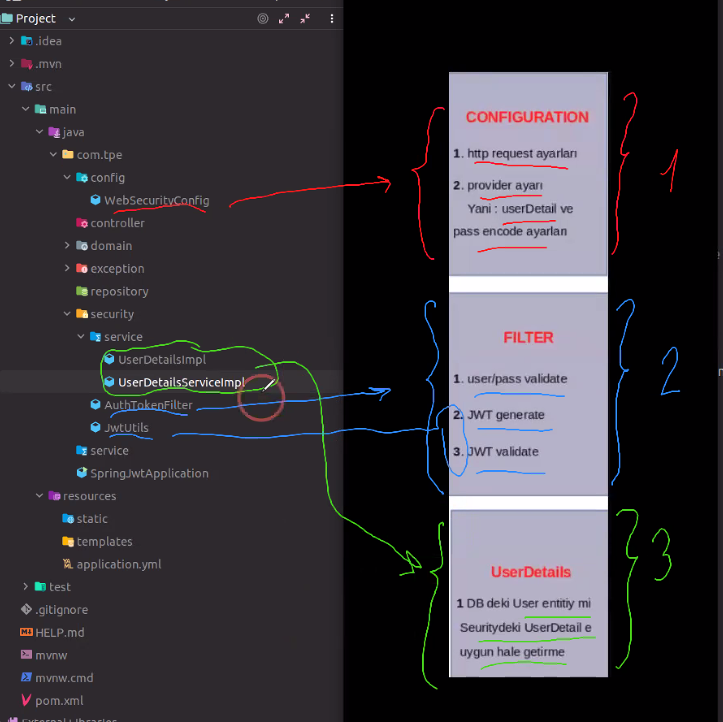 Project
.idea
.mvn
src
main
java
com.tpe
config
WebSecurityConfig
controller
domain
exception
repository
security
service
UserDetailsImpl
UserDetailsServiceImpl
AuthTokenFilter
JwtUtils
service
SpringJwtApplication
resources
static
templates
application.yml
test
.gitignore
HELP.md
mvnw
mvnw.cmd
pom.xml
External Libraries
CONFIGURATION
1. http request ayarları
2. provider ayarı
Yani : userDetail ve
pass encode ayarları
1
FILTER
1. user/pass validate
2. JWT generate
3. JWT validate
2
UserDetails
1 DB deki User entitiy mi
Seuritydeki UserDetail e
uygun hale getirme
3